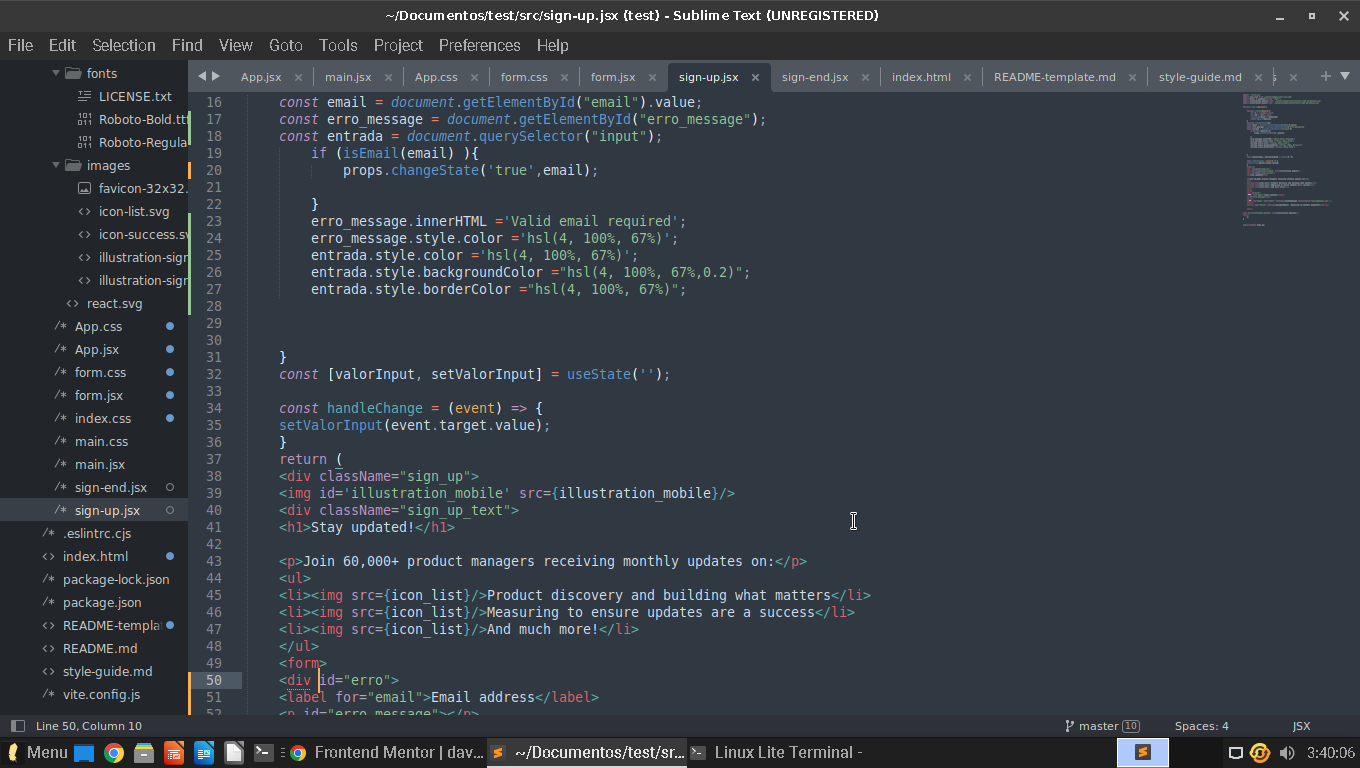 ~/Documentos/test/src/sign-up.jsx (test) - Sublime Text (UNREGISTERED)
File Edit Selection Find View Goto Tools Project Preferences Help
fonts
LICENSE.txt
Roboto-Bold.ttf
Roboto-Regula
images
favicon-32x32.
icon-list.svg
icon-success.sv
illustration-sigr
illustration-sigr
react.svg
App.css
App.jsx
form.css
form.jsx
index.css
main.css
main.jsx
sign-end.jsx
sign-up.jsx
.eslintrc.cjs
index.html
package-lock.json
package.json
README-templa
README.md
style-guide.md
vite.config.js
App.jsx main.jsx App.css form.css form.jsx sign-up.jsx sign-end.jsx index.html README-template.md style-guide.md s
16 const email = document.getElementById("email").value;
17 const erro_message = document.getElementById("erro_message");
18 const entrada = document.querySelector("input");
19 if (isEmail(email) ){
20 props.changeState('true',email);
21
22 }
23 erro_message.innerHTML ='Valid email required';
24 erro_message.style.color ='hsl(4, 100%, 67%)';
25 entrada.style.color ='hsl(4, 100%, 67%)';
26 entrada.style.backgroundColor ="hsl(4, 100%, 67%,0.2)";
27 entrada.style.borderColor ="hsl(4, 100%, 67%)";
28
29
30
31 }
32 const [valorInput, setValorInput] = useState('');
33
34 const handleChange = (event) => {
35 setValorInput(event.target.value);
36 }
37 return (
38 <div className="sign_up">
39 <img id='illustration_mobile' src={illustration_mobile}/>
40 <div className="sign_up_text">
41 <h1>Stay updated!</h1>
42
43 <p>Join 60,000+ product managers receiving monthly updates on:</p>
44 <ul>
45 <li><img src={icon_list}/>Product discovery and building what matters</li>
46 <li><img src={icon_list}/>Measuring to ensure updates are a success</li>
47 <li><img src={icon_list}/>And much more!</li>
48 </ul>
49 <form>
50 <div id="erro">
51 <label for="email">Email address</label>
52 <p id="erro_message"></p>
Line 50, Column 10 master 10 Spaces: 4 JSX
Menu Frontend Mentor | dav... ~/Documentos/test/sr... Linux Lite Terminal - 3:40:06